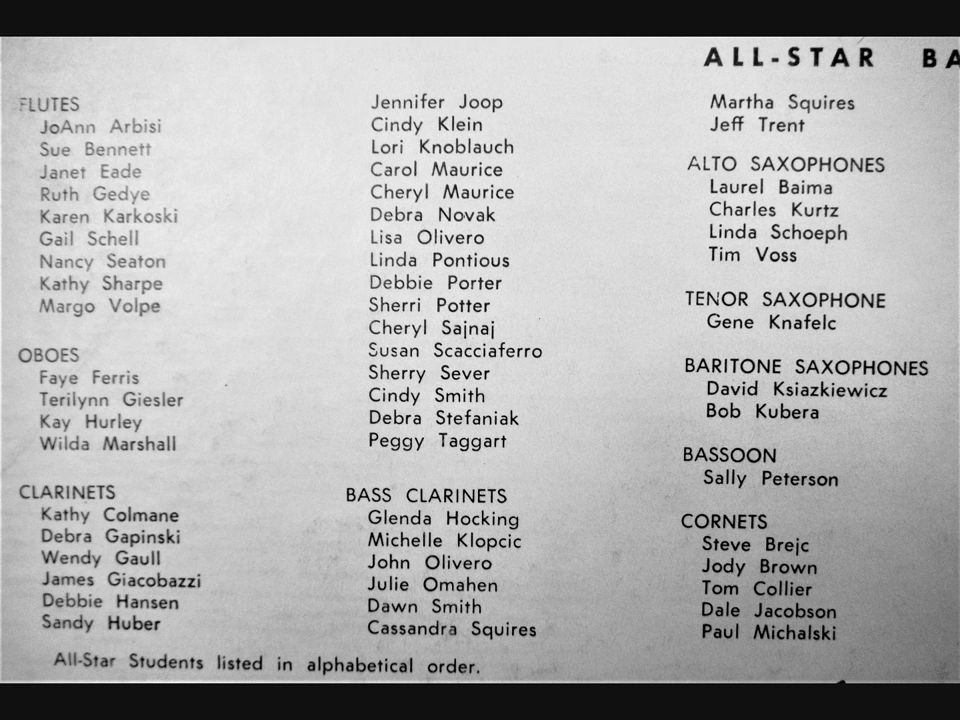 ALL-STAR BA
FLUTES
JoAnn Arbisi
Sue Bennett
Janet Eade
Ruth Gedye
Karen Karkoski
Gail Schell
Nancy Seaton
Kathy Sharpe
Margo Volpe
OBOES
Faye Ferris
Terilynn Giesler
Kay Hurley
Wilda Marshall
CLARINETS
Kathy Colmane
Debra Gapinski
Wendy Gaull
James Giacobazzi
Debbie Hansen
Sandy Huber
Jennifer Joop
Cindy Klein
Lori Knoblauch
Carol Maurice
Cheryl Maurice
Debra Novak
Lisa Olivero
Linda Pontious
Debbie Porter
Sherri Potter
Cheryl Sajnaj
Susan Scacciaferro
Sherry Sever
Cindy Smith
Debra Stefaniak
Peggy Taggart
BASS CLARINETS
Glenda Hocking
Michelle Klopcic
John Olivero
Julie Omahen
Dawn Smith
Cassandra Squires
Martha Squires
Jeff Trent
ALTO SAXOPHONES
Laurel Baima
Charles Kurtz
Linda Schoeph
Tim Voss
TENOR SAXOPHONE
Gene Knafelc
BARITONE SAXOPHONES
David Ksiazkiewicz
Bob Kubera
BASSOON
Sally Peterson
CORNETS
Steve Brejc
Jody Brown
Tom Collier
Dale Jacobson
Paul Michalski
All-Star Students listed in alphabetical order.